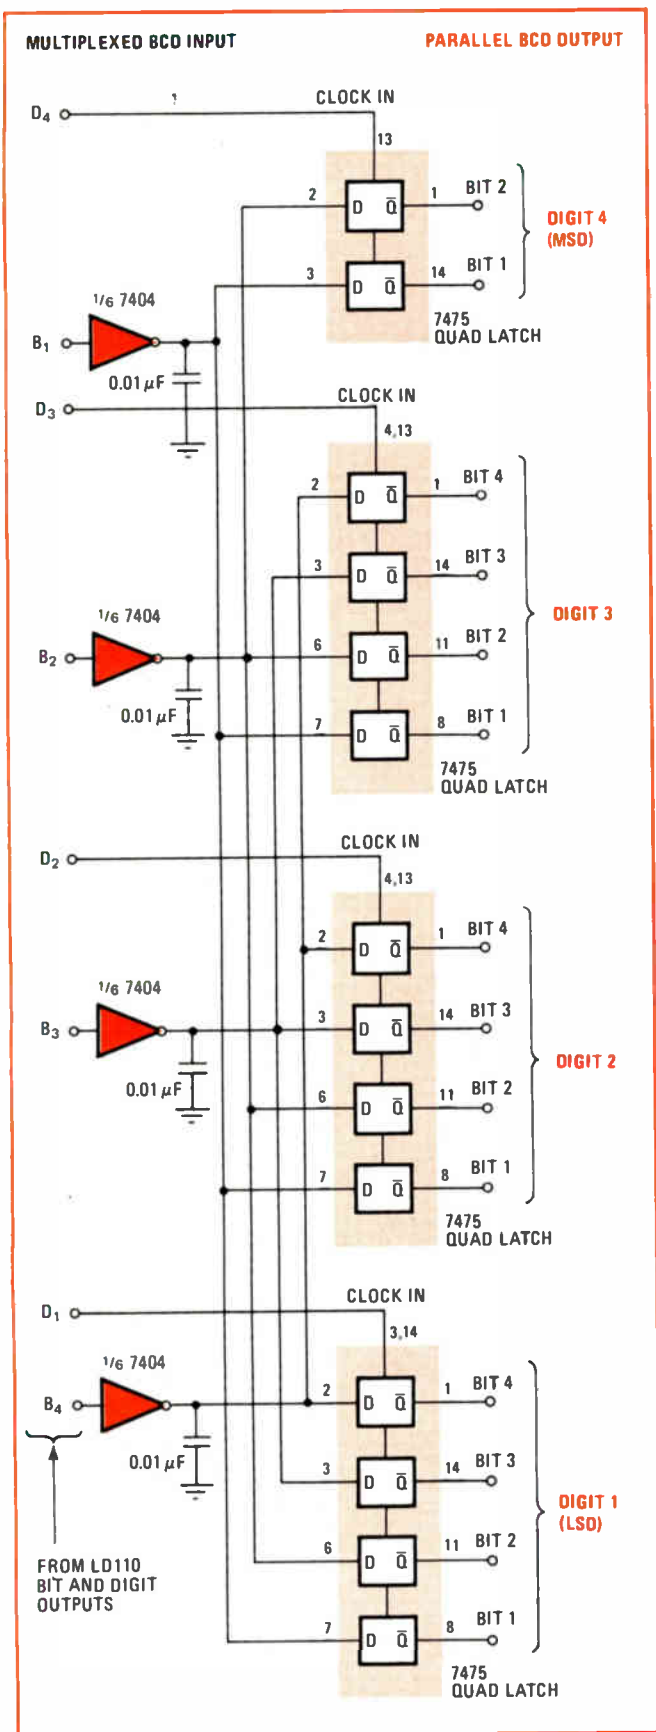 MULTIPLEXED BCD INPUT
PARALLEL BCD OUTPUT
D4
CLOCK IN
13
2
D Q̅
1
BIT 2
3
D Q̅
14
BIT 1
DIGIT 4
(MSD)
7475
QUAD LATCH
1/6 7404
B1
0.01 µF
D3
CLOCK IN
4,13
2
D Q̅
1
BIT 4
3
D Q̅
14
BIT 3
6
D Q̅
11
BIT 2
7
D Q̅
8
BIT 1
DIGIT 3
7475
QUAD LATCH
1/6 7404
B2
0.01 µF
D2
CLOCK IN
4,13
2
D Q̅
1
BIT 4
3
D Q̅
14
BIT 3
6
D Q̅
11
BIT 2
7
D Q̅
8
BIT 1
DIGIT 2
7475
QUAD LATCH
1/6 7404
B3
0.01 µF
D1
CLOCK IN
3,14
2
D Q̅
1
BIT 4
3
D Q̅
14
BIT 3
6
D Q̅
11
BIT 2
7
D Q̅
8
BIT 1
DIGIT 1
(LSD)
7475
QUAD LATCH
1/6 7404
B4
0.01 µF
FROM LD110
BIT AND DIGIT
OUTPUTS